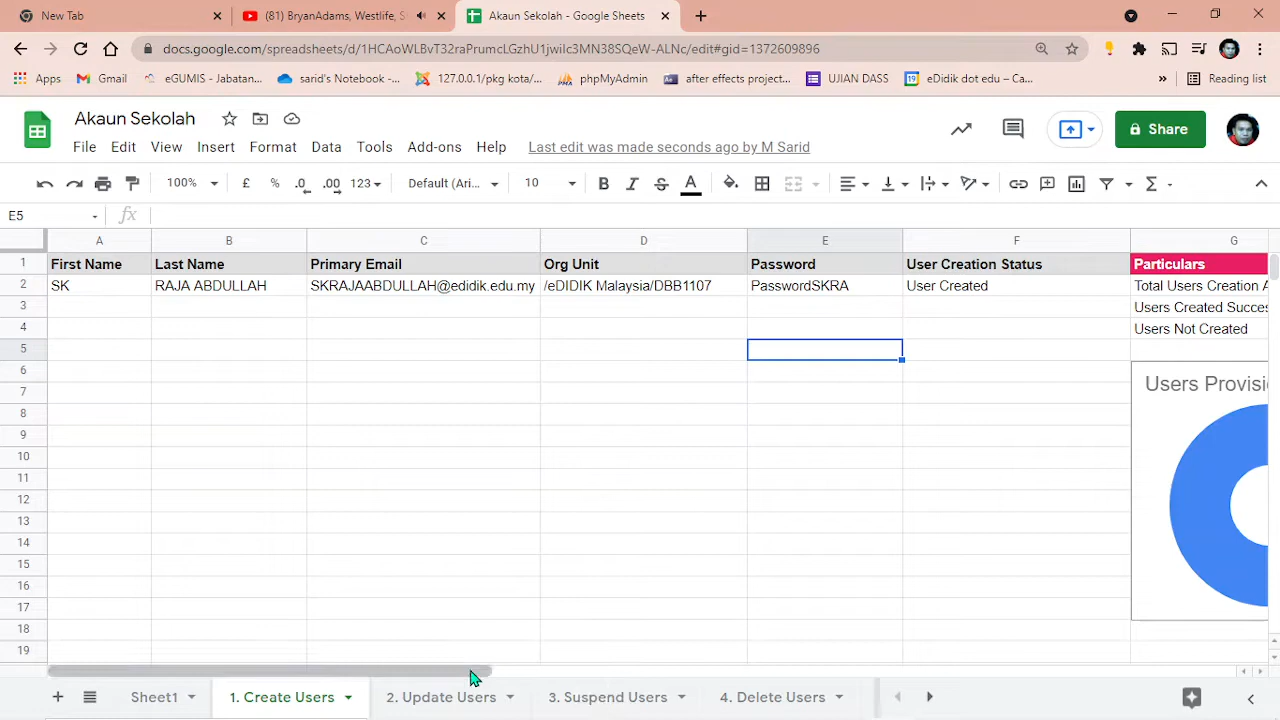 New Tab
(81) BryanAdams, Westlife, S
Akaun Sekolah - Google Sheets
docs.google.com/spreadsheets/d/1HCAoWLBvT32raPrumcLGzhU1jwiIc3MN38SQeW-ALNc/edit#gid=1372609896
Apps
Gmail
eGUMIS - Jabatan...
sarid's Notebook -...
127.0.0.1/pkg kota/...
phpMyAdmin
after effects project...
UJIAN DASS
eDidik dot edu – Ca...
»
Reading list
Akaun Sekolah
Share
File Edit View Insert Format Data Tools Add-ons Help Last edit was made seconds ago by M Sarid
100% £ % .0 .00 123 Default (Ari... 10 B I S A Σ
E5 fx
A B C D E F G
1 First Name Last Name Primary Email Org Unit Password User Creation Status Particulars
2 SK RAJA ABDULLAH SKRAJAABDULLAH@edidik.edu.my /eDIDIK Malaysia/DBB1107 PasswordSKRA User Created Total Users Creation A
3 Users Created Succes
4 Users Not Created
5
6
Users Provisi
7
8
9
10
11
12
13
14
15
16
17
18
19
Sheet1 1. Create Users 2. Update Users 3. Suspend Users 4. Delete Users